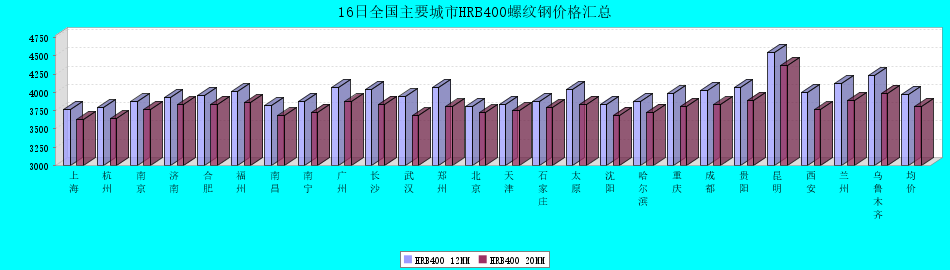 16日全国主要城市HRB400螺纹钢价格汇总
4750
4500
4250
4000
3750
3500
3250
3000
上海
杭州
南京
济南
合肥
福州
南昌
南宁
广州
长沙
武汉
郑州
北京
天津
石家庄
太原
沈阳
哈尔滨
重庆
成都
贵阳
昆明
西安
兰州
乌鲁木齐
均价
HRB400 12MM
HRB400 20MM